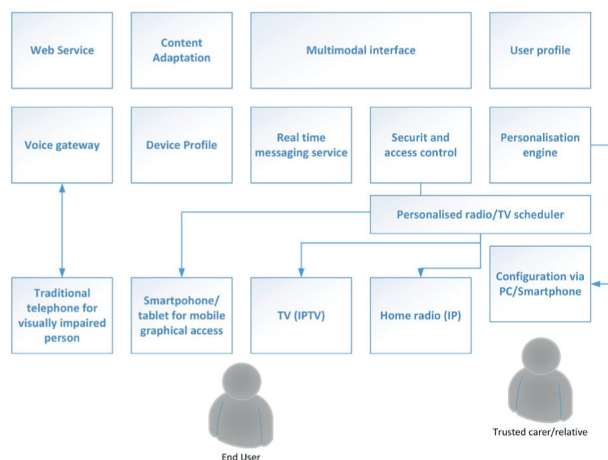 Web Service
Content
Adaptation
Multimodal interface
User profile
Voice gateway
Device Profile
Real time
messaging service
Securit and
access control
Personalisation
engine
Personalised radio/TV scheduler
Traditional
telephone for
visually impaired
person
Smartpohone/
tablet for mobile
graphical access
TV (IPTV)
Home radio (IP)
Configuration via
PC/Smartphone
End User
Trusted carer/relative